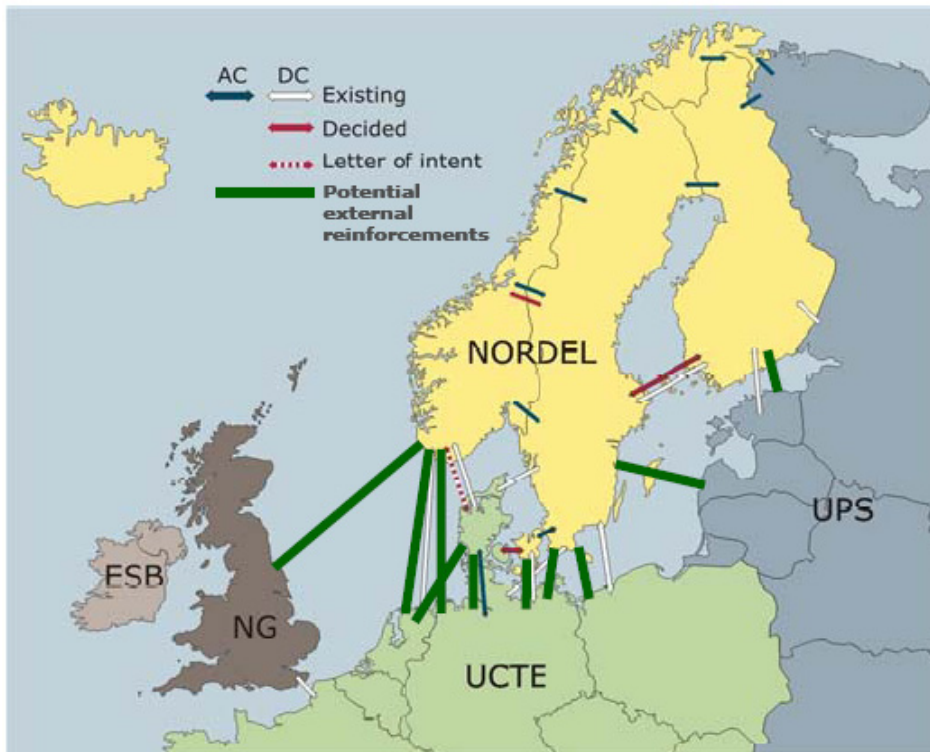 AC DC
Existing
Decided
Letter of intent
Potential
external
reinforcements
NORDEL
UPS
ESB
NG
UCTE